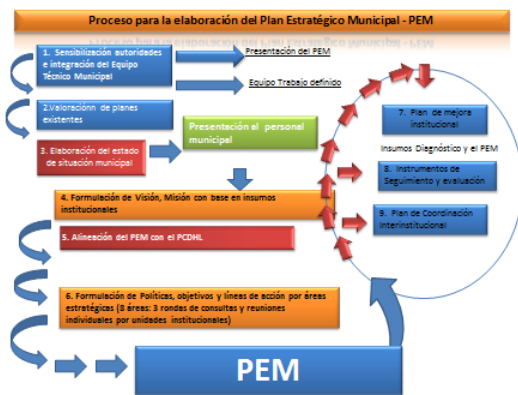 Proceso para la elaboración del Plan Estratégico Municipal - PEM
1. Sensibilización autoridades
e integración del Equipo
Técnico Municipal
Presentación del PEM
Equipo Trabajo definido
2.Valoraciónn de planes
existentes
3. Elaboración del estado
de situación municipal
Presentación al personal
municipal
4. Formulación de Visión, Misión con base en insumos
institucionales
5. Alineación del PEM con el PCDHL
6. Formulación de Políticas, objetivos y líneas de acción por áreas
estratégicas (8 áreas: 3 rondas de consultas y reuniones
individuales por unidades institucionales)
PEM
7. Plan de mejora
institucional
Insumos Diagnóstico y el PEM
8. Instrumentos de
Seguimiento y evaluación
9. Plan de Coordinación
Interinstitucional